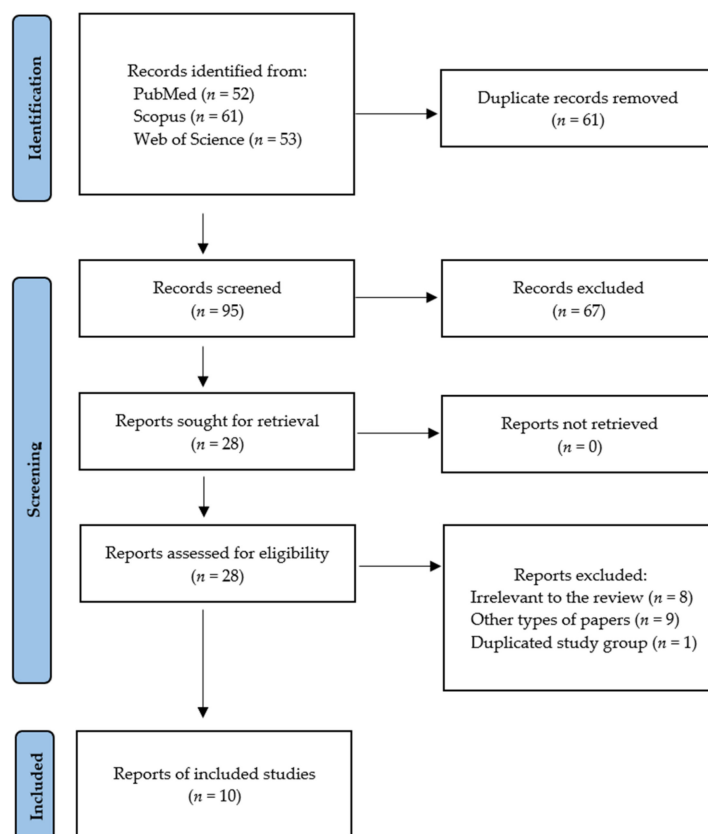 Identification
Records identified from:
PubMed (n = 52)
Scopus (n = 61)
Web of Science (n = 53)
Duplicate records removed
(n = 61)
Screening
Records screened
(n = 95)
Records excluded
(n = 67)
Reports sought for retrieval
(n = 28)
Reports not retrieved
(n = 0)
Reports assessed for eligibility
(n = 28)
Reports excluded:
Irrelevant to the review (n = 8)
Other types of papers (n = 9)
Duplicated study group (n = 1)
Included
Reports of included studies
(n = 10)